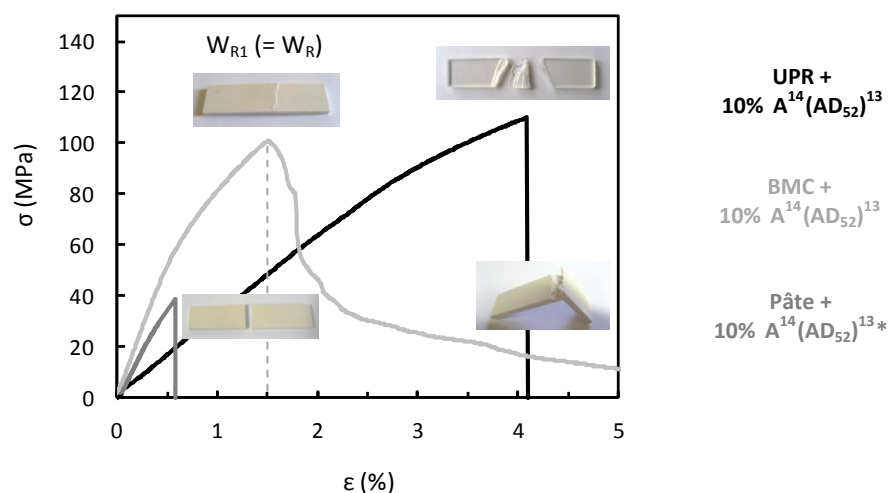 W_R1 (= W_R)
140
120
100
80
60
40
20
0
σ (MPa)
0 1 2 3 4 5
ε (%)
UPR +
10% A^14(AD_52)^13
BMC +
10% A^14(AD_52)^13
Pâte +
10% A^14(AD_52)^13*